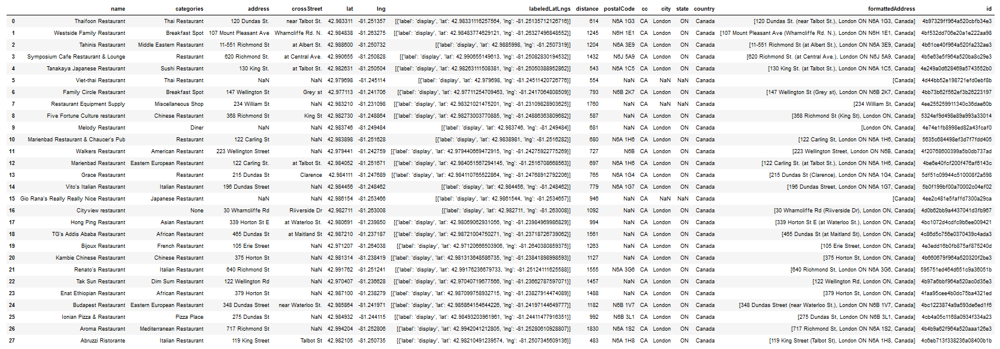 name categories address crossStreet lat lng labeledLatLngs distance postalCode cc city state country formattedAddress id
0 Thaifoon Restaurant Thai Restaurant 120 Dundas St. near Talbot St. 42.983311 -81.251357 [{'label': 'display', 'lat': 42.98331116257564, 'lng': -81.25135712126716}] 614 N6A 1G3 CA London ON Canada [120 Dundas St. (near Talbot St.), London ON N6A 1G3, Canada] 4b97329ff964a520cbfb34e3
1 Westside Family Restaurant Breakfast Spot 107 Mount Pleasant Ave Wharncliffe Rd. N. 42.984838 -81.263275 [{'label': 'display', 'lat': 42.98483774629121, 'lng': -81.26327496848552}] 1245 N6H 1E1 CA London ON Canada [107 Mount Pleasant Ave (Wharncliffe Rd. N.), London ON N6H 1E1, Canada] 4bf532dd706e20a1e222aa98
2 Tahinis Restaurant Middle Eastern Restaurant 11-551 Richmond St at Albert St. 42.988600 -81.250732 [{'label': 'display', 'lat': 42.9885998, 'lng': -81.2507319}] 1204 N6A 3E9 CA London ON Canada [11-551 Richmond St (at Albert St.), London ON N6A 3E9, Canada] 4b61ce40f964a520fa232ae3
3 Symposium Cafe Restaurant & Lounge Restaurant 620 Richmond St. at Central Ave. 42.990655 -81.250828 [{'label': 'display', 'lat': 42.990655149613, 'lng': -81.25082830194532}] 1432 N6J 5A9 CA London ON Canada [620 Richmond St. (at Central Ave.), London ON N6J 5A9, Canada] 4b5e63e5f964a520ba8c29e3
4 Tanakaya Japanese Restaurant Sushi Restaurant 130 King St. at Talbot St. 42.982631 -81.250504 [{'label': 'display', 'lat': 42.98263111508381, 'lng': -81.25050388952862}] 543 N6A 1C5 CA London ON Canada [130 King St. (at Talbot St.), London ON N6A 1C5, Canada] 4e249a0d628469a5743552b0
5 Viet-thai Restaurant Thai Restaurant NaN NaN 42.979698 -81.245114 [{'label': 'display', 'lat': 42.979698, 'lng': -81.24511420726776}] 554 NaN CA NaN NaN Canada [Canada] 4d44bb52e198721efd0ebf8b
6 Family Circle Restaurant Breakfast Spot 147 Wellington St Grey st 42.977113 -81.241706 [{'label': 'display', 'lat': 42.97711254709463, 'lng': -81.2417064808509}] 793 N6B 2K7 CA London ON Canada [147 Wellington St (Grey st), London ON N6B 2K7, Canada] 4bb73b62f562ef3b26223197
7 Restaurant Equipment Supply Miscellaneous Shop 234 William St NaN 42.983210 -81.231098 [{'label': 'display', 'lat': 42.98321021475201, 'lng': -81.23109828903625}] 1760 NaN CA NaN NaN Canada [234 William St, Canada] 4ee255259911340c36dae60b
8 Five Fortune Culture restaurant Chinese Restaurant 368 Richmond St King St 42.982730 -81.248864 [{'label': 'display', 'lat': 42.98273003770885, 'lng': -81.24886363809682}] 587 NaN CA London ON Canada [368 Richmond St (King St), London ON, Canada] 5324ef9d498e89a993a33014
9 Melody Restaurant Diner NaN NaN 42.983746 -81.249484 [{'label': 'display', 'lat': 42.983746, 'lng': -81.249484}] 681 NaN CA London ON Canada [London ON, Canada] 4e74e1fb8998ed82a43fcaf0
10 Marienbad Restaurant & Chaucer's Pub Restaurant 122 Carling St NaN 42.983898 -81.251628 [{'label': 'display', 'lat': 42.9838981, 'lng': -81.2516282}] 680 N6A 1H6 CA London ON Canada [122 Carling St, London ON N6A 1H6, Canada] 5635c684498ef3d7f7fdd405
11 Walkers Restaurant American Restaurant 223 Wellington Street NaN 42.979441 -81.242759 [{'label': 'display', 'lat': 42.979440669472915, 'lng': -81.24275922775269}] 727 N6B CA London ON Canada [223 Wellington Street, London ON N6B, Canada] 4f20768600399a5b0db737ad
12 Marienbad Restaurant Eastern European Restaurant 122 Carling St. at Talbot St. 42.984052 -81.251671 [{'label': 'display', 'lat': 42.984051567294145, 'lng': -81.2516708668563}] 697 N6A 1H6 CA London ON Canada [122 Carling St. (at Talbot St.), London ON N6A 1H6, Canada] 4be6e40fcf200f476af6143c
13 Grace Restaurant Restaurant 215 Dundas St Clarence 42.984111 -81.247689 [{'label': 'display', 'lat': 42.984110765522864, 'lng': -81.24768912792206}] 765 N6A 1G4 CA London ON Canada [215 Dundas St (Clarence), London ON N6A 1G4, Canada] 5df51c09944c510008f2a598
14 Vito's Italian Restaurant Italian Restaurant 196 Dundas Street NaN 42.984456 -81.248462 [{'label': 'display', 'lat': 42.984456, 'lng': -81.248462}] 779 N6A 1G7 CA London ON Canada [196 Dundas Street, London ON N6A 1G7, Canada] 5b0f199bf00a70002c04ef02
15 Gio Rana's Really Really Nice Restaurant Japanese Restaurant NaN NaN 42.986154 -81.253466 [{'label': 'display', 'lat': 42.9861544, 'lng': -81.2534657}] 946 NaN CA NaN NaN Canada [Canada] 4ee2c481e5faffd7300a29ca
16 Cityview restaurant None 30 Wharncliffe Rd Riiverside Dr 42.982711 -81.263008 [{'label': 'display', 'lat': 42.982711, 'lng': -81.263008}] 1092 NaN CA London ON Canada [30 Wharncliffe Rd (Riiverside Dr), London ON, Canada] 4d0b62bb9a4437041d3fb967
17 Hong Ping Restaurant Asian Restaurant 339 Horton St E at Waterloo St. 42.980691 -81.239850 [{'label': 'display', 'lat': 42.98069062931056, 'lng': -81.23984969986829}] 994 NaN CA London ON Canada [339 Horton St E (at Waterloo St.), London ON, Canada] 4bc1072d4cdfc9b6ee009421
18 TG's Addis Ababa Restaurant African Restaurant 465 Dundas St at Maitland St 42.987210 -81.237187 [{'label': 'display', 'lat': 42.98721004750271, 'lng': -81.23718726739062}] 1561 NaN CA London ON Canada [465 Dundas St (at Maitland St), London ON, Canada] 4c86d5c756e0370439c4ada3
19 Bijoux Restaurant French Restaurant 105 Erie Street NaN 42.971207 -81.264038 [{'label': 'display', 'lat': 42.97120666503906, 'lng': -81.2640380859375}] 1263 NaN CA London ON Canada [105 Erie Street, London ON, Canada] 4e3edd16b0fb875af875240d
20 Kambie Chinese Restaurant Chinese Restaurant 375 Horton St NaN 42.981314 -81.238419 [{'label': 'display', 'lat': 42.981313648586735, 'lng': -81.23841898998593}] 1127 NaN CA London ON Canada [375 Horton St, London ON, Canada] 4b660679f964a520320f2be3
21 Renato's Restaurant Italian Restaurant 640 Richmond St NaN 42.991762 -81.251241 [{'label': 'display', 'lat': 42.99176236679733, 'lng': -81.25124111625588}] 1555 N6A 3G6 CA London ON Canada [640 Richmond St, London ON N6A 3G6, Canada] 595751ed464d651c9a36051b
22 Tak Sun Restaurant Dim Sum Restaurant 122 Wellington Rd NaN 42.970407 -81.236628 [{'label': 'display', 'lat': 42.97040719677566, 'lng': -81.23662787597071}] 1457 NaN CA London ON Canada [122 Wellington Rd, London ON, Canada] 4b97a6bbf964a520ac0d35e3
23 Enat Ethiopian Restaurant African Restaurant 379 Horton St NaN 42.987100 -81.238279 [{'label': 'display', 'lat': 42.987099758932715, 'lng': -81.23827914474089}] 1488 NaN CA London ON Canada [379 Horton St, London ON, Canada] 4faa95cee4b0dc75ba4321ed
24 Budapest Restaurant Eastern European Restaurant 348 Dundas Street near Waterloo St. 42.985864 -81.241971 [{'label': 'display', 'lat': 42.985864154644226, 'lng': -81.24197144649777}] 1182 N6B 1V7 CA London ON Canada [348 Dundas Street (near Waterloo St.), London ON N6B 1V7, Canada] 4bc1223874a9a593de6ed1f6
25 Ionian Pizza & Restaurant Pizza Place 275 Dundas St NaN 42.984932 -81.244115 [{'label': 'display', 'lat': 42.98493203961961, 'lng': -81.24411477916351}] 992 N6B 3L1 CA London ON Canada [275 Dundas St, London ON N6B 3L1, Canada] 4cb4a05c1168a0934f334a23
26 Aroma Restaurant Mediterranean Restaurant 717 Richmond St NaN 42.994204 -81.252806 [{'label': 'display', 'lat': 42.9942041212805, 'lng': -81.25280610928807}] 1830 N6A 1S2 CA London ON Canada [717 Richmond St, London ON N6A 1S2, Canada] 4b4b9a62f964a520aaa126e3
27 Abruzzi Ristorante Italian Restaurant 119 King Street Talbot St 42.982105 -81.250735 [{'label': 'display', 'lat': 42.98210491239574, 'lng': -81.2507345609136}] 483 N6A 1H8 CA London ON Canada [119 King Street (Talbot St), London ON N6A 1H8, Canada] 4c6eb713f338236a08400b1b